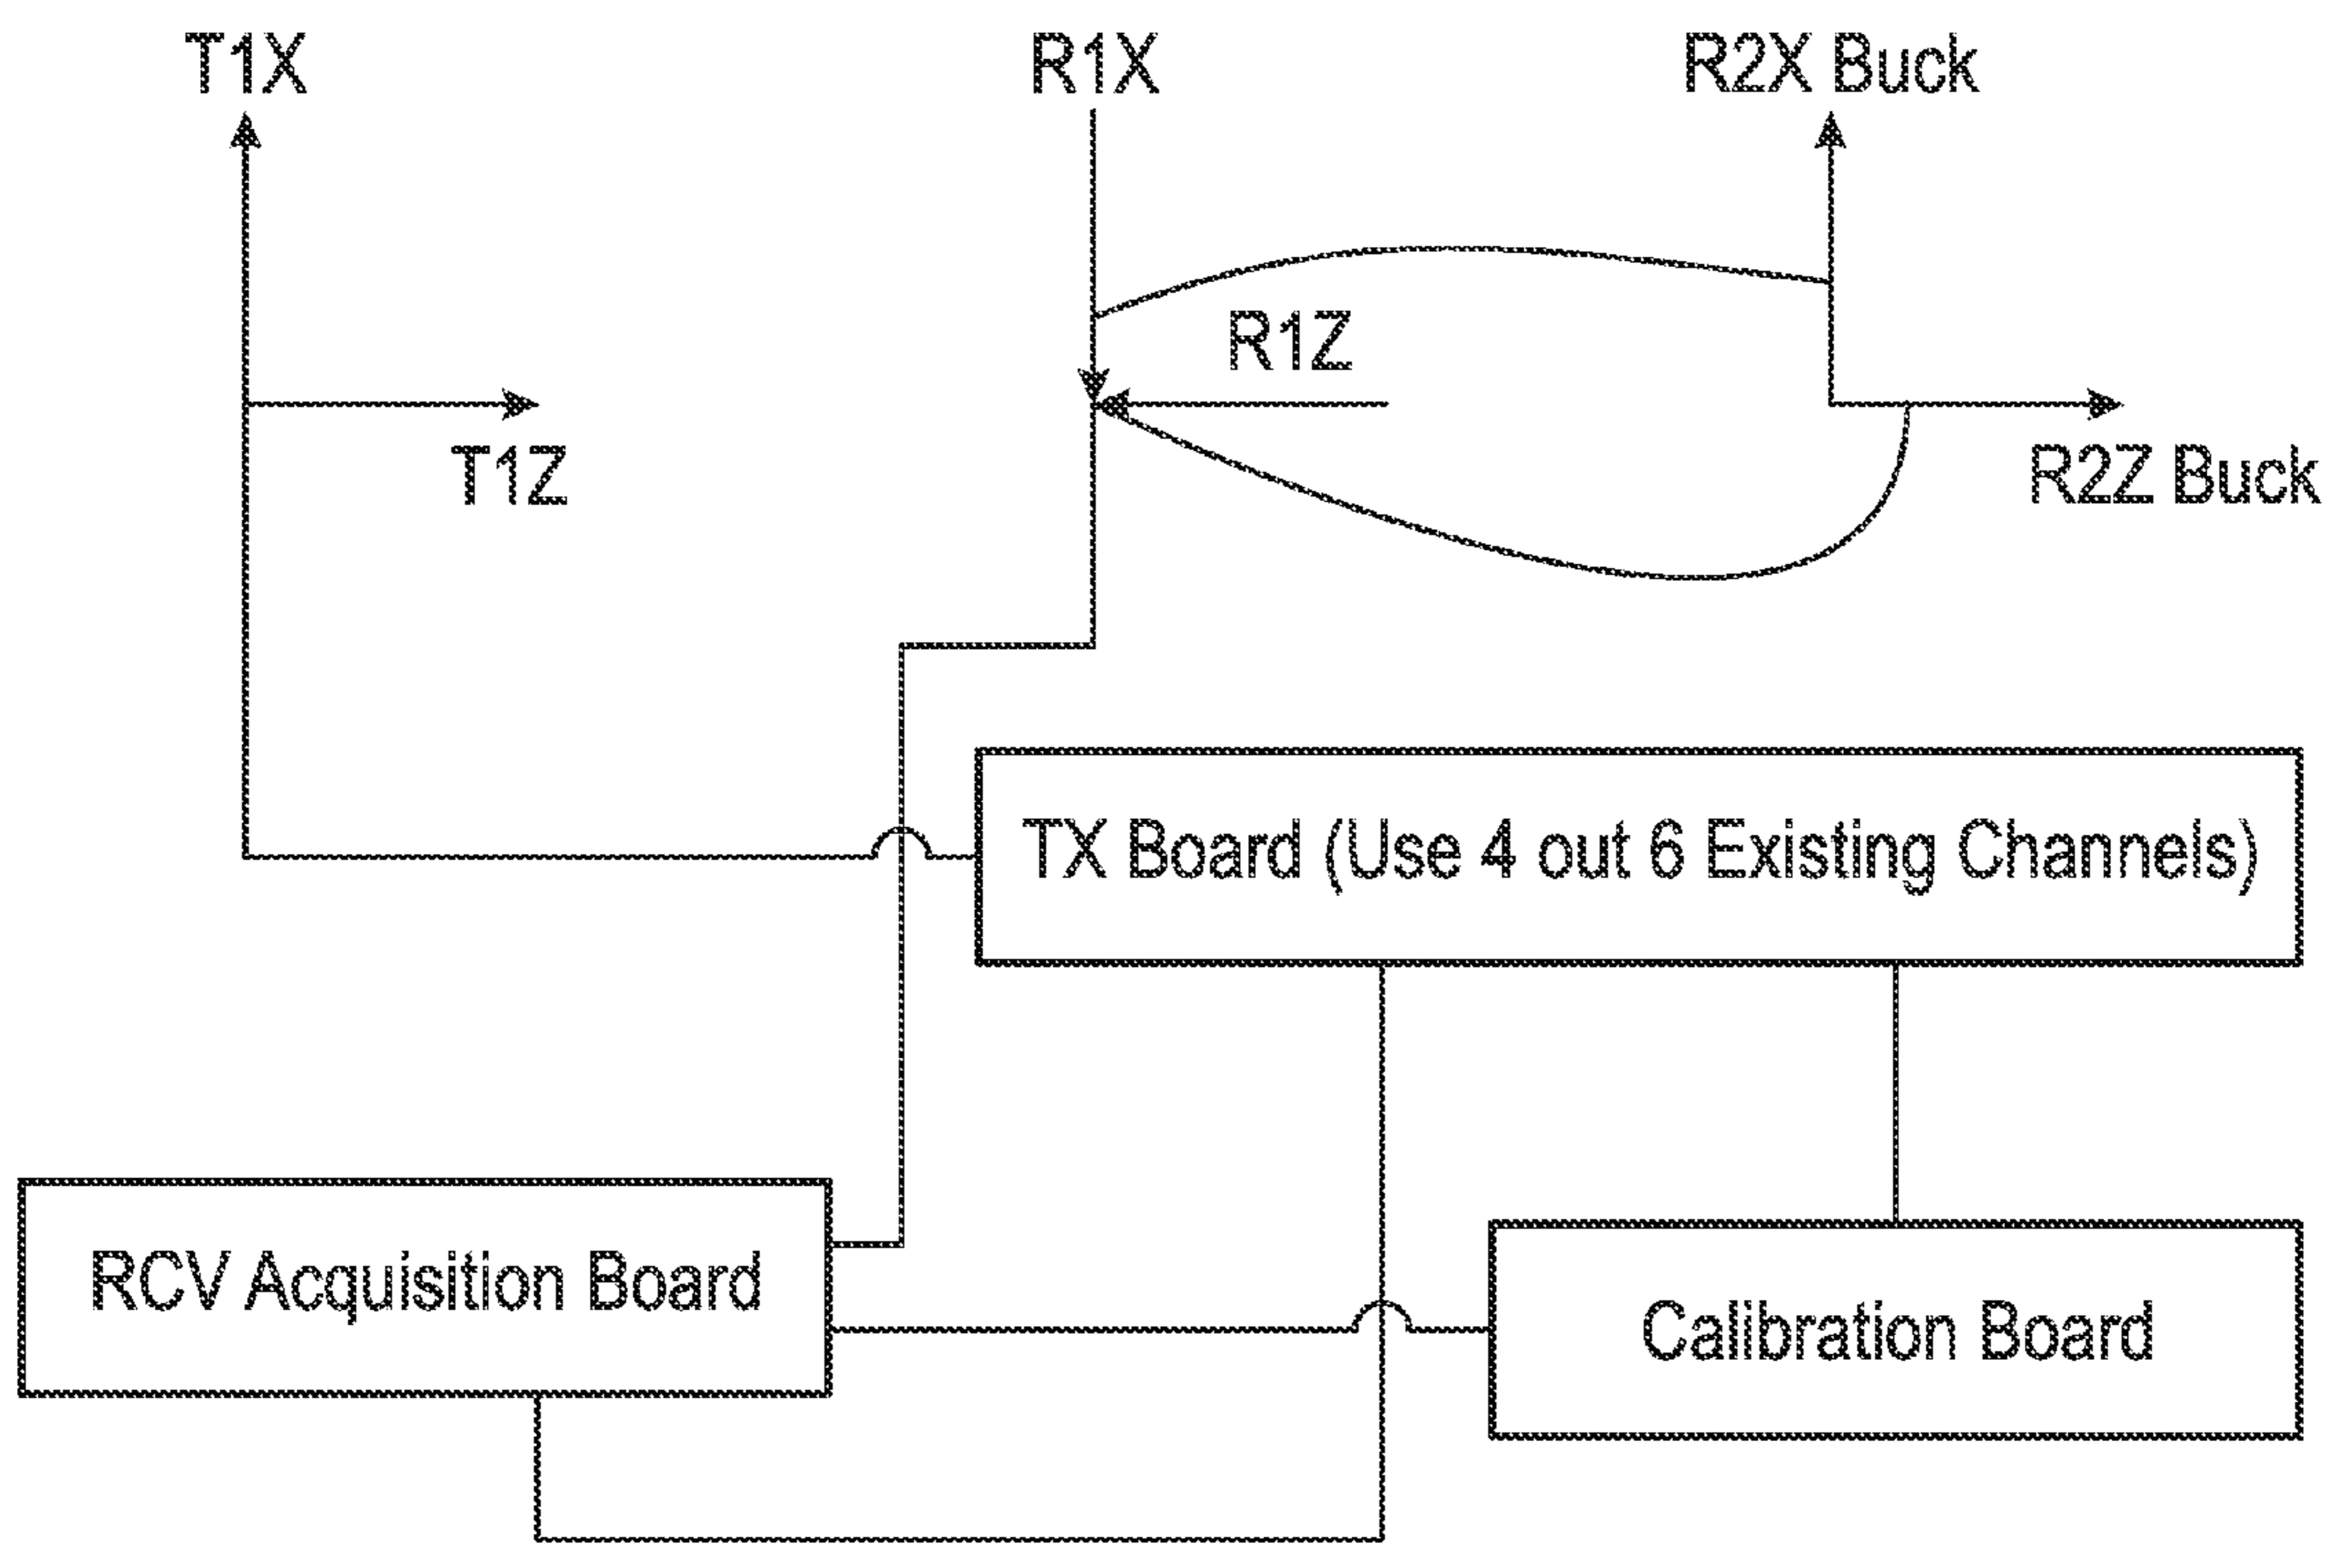 T1X
R1X
R2X Buck
R1Z
T1Z
R2Z Buck
TX Board (Use 4 out 6 Existing Channels)
RCV Acquisition Board
Calibration Board